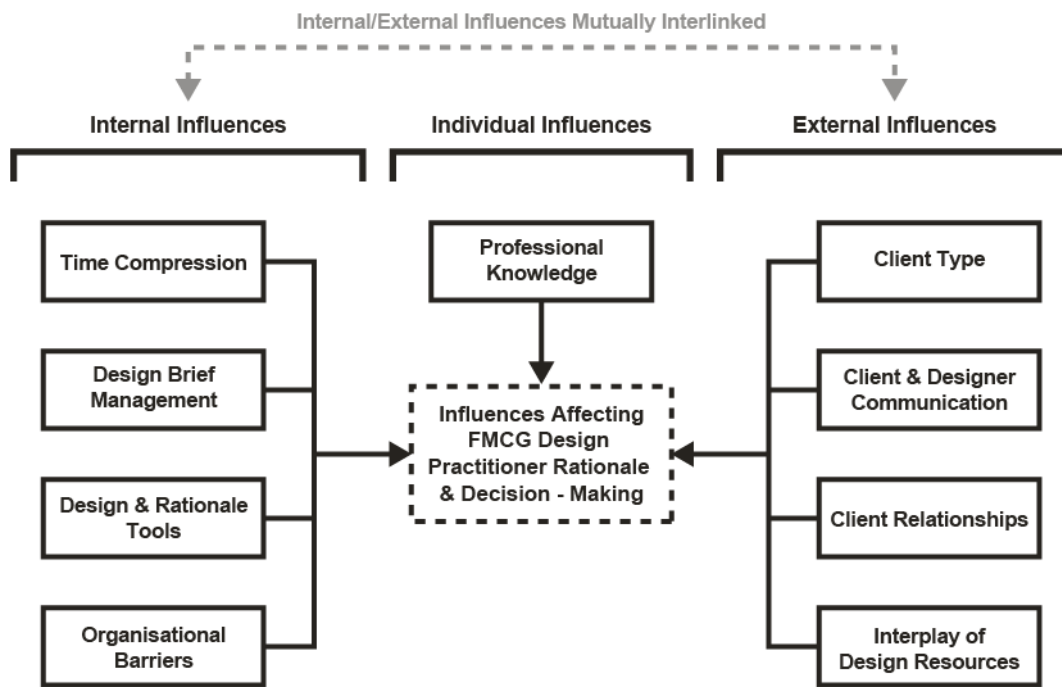 Internal/External Influences Mutually Interlinked
Internal Influences
Individual Influences
External Influences
Time Compression
Design Brief
Management
Design & Rationale
Tools
Organisational
Barriers
Professional
Knowledge
Influences Affecting
FMCG Design
Practitioner Rationale
& Decision - Making
Client Type
Client & Designer
Communication
Client Relationships
Interplay of
Design Resources